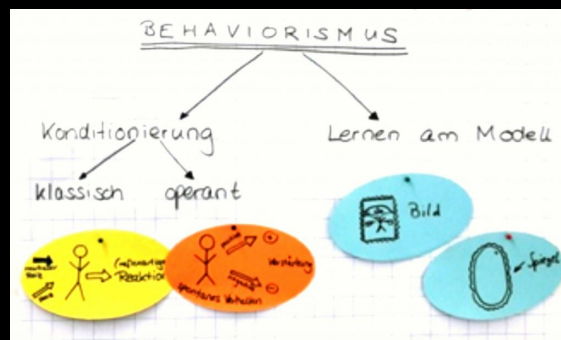 BEHAVIORISMUS
Konditionierung
Lernen am Modell
klassisch
operant
Bild
Reaktion
Verstärkung
spontanes Verhalten
Spiegel